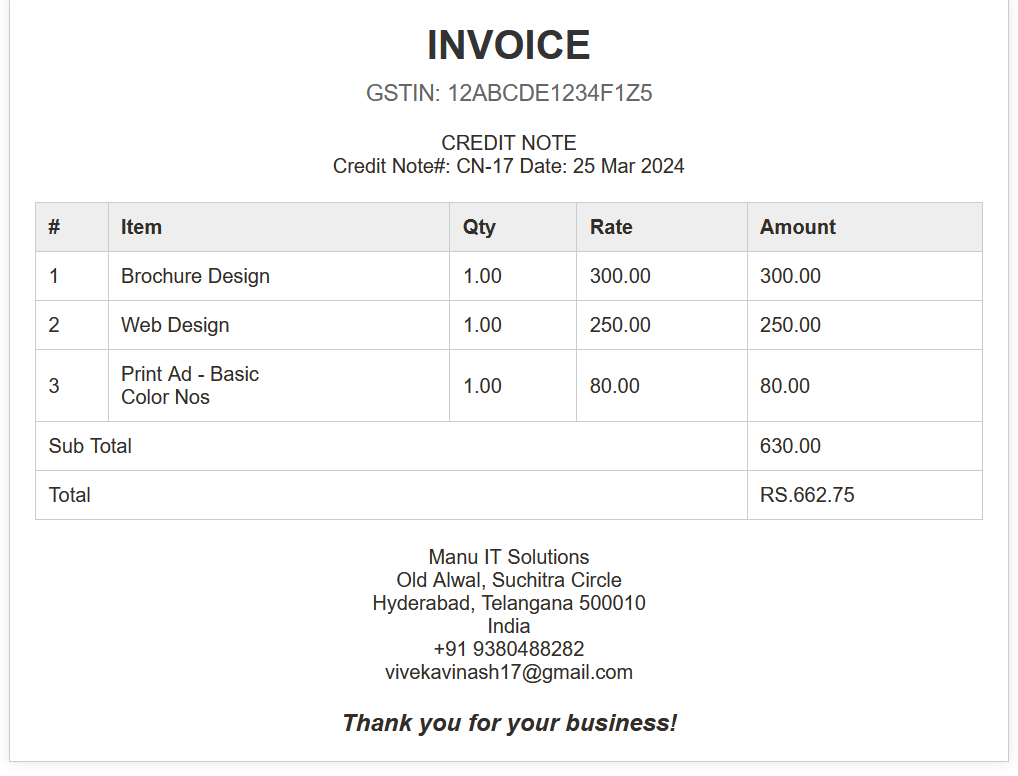 INVOICE
GSTIN: 12ABCDE1234F1Z5
CREDIT NOTE
Credit Note#: CN-17 Date: 25 Mar 2024
# Item Qty Rate Amount
1 Brochure Design 1.00 300.00 300.00
2 Web Design 1.00 250.00 250.00
3 Print Ad - Basic
Color Nos 1.00 80.00 80.00
Sub Total 630.00
Total RS.662.75
Manu IT Solutions
Old Alwal, Suchitra Circle
Hyderabad, Telangana 500010
India
+91 9380488282
vivekavinash17@gmail.com
Thank you for your business!